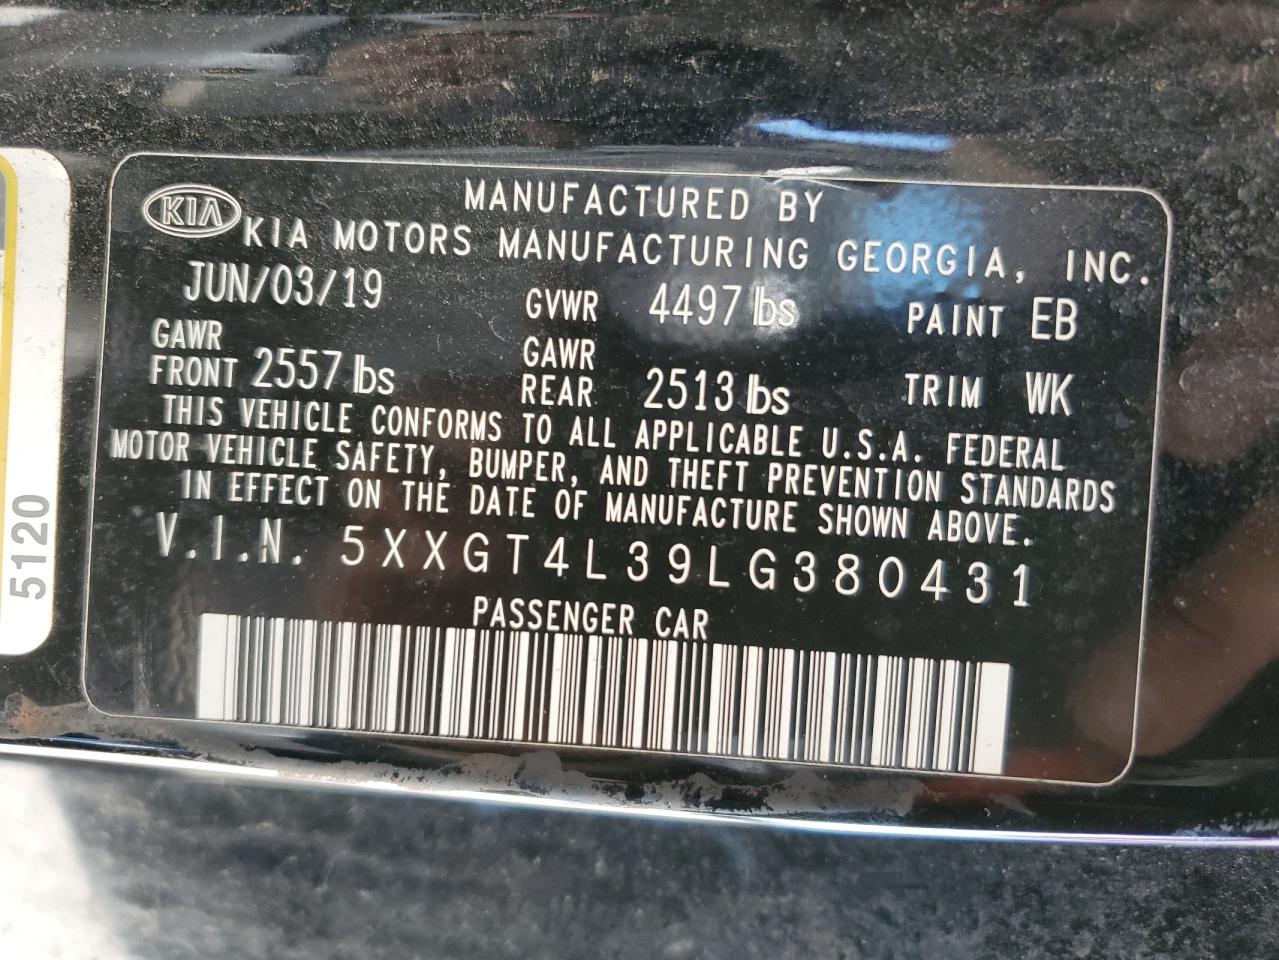 KIA
MANUFACTURED BY
KIA MOTORS MANUFACTURING GEORGIA, INC.
JUN/03/19 GVWR 4497 lbs PAINT EB
GAWR FRONT 2557 lbs GAWR REAR 2513 lbs TRIM WK
THIS VEHICLE CONFORMS TO ALL APPLICABLE U.S.A. FEDERAL
MOTOR VEHICLE SAFETY, BUMPER, AND THEFT PREVENTION STANDARDS
IN EFFECT ON THE DATE OF MANUFACTURE SHOWN ABOVE.
V.I.N. 5XXGT4L39LG380431
PASSENGER CAR
5120